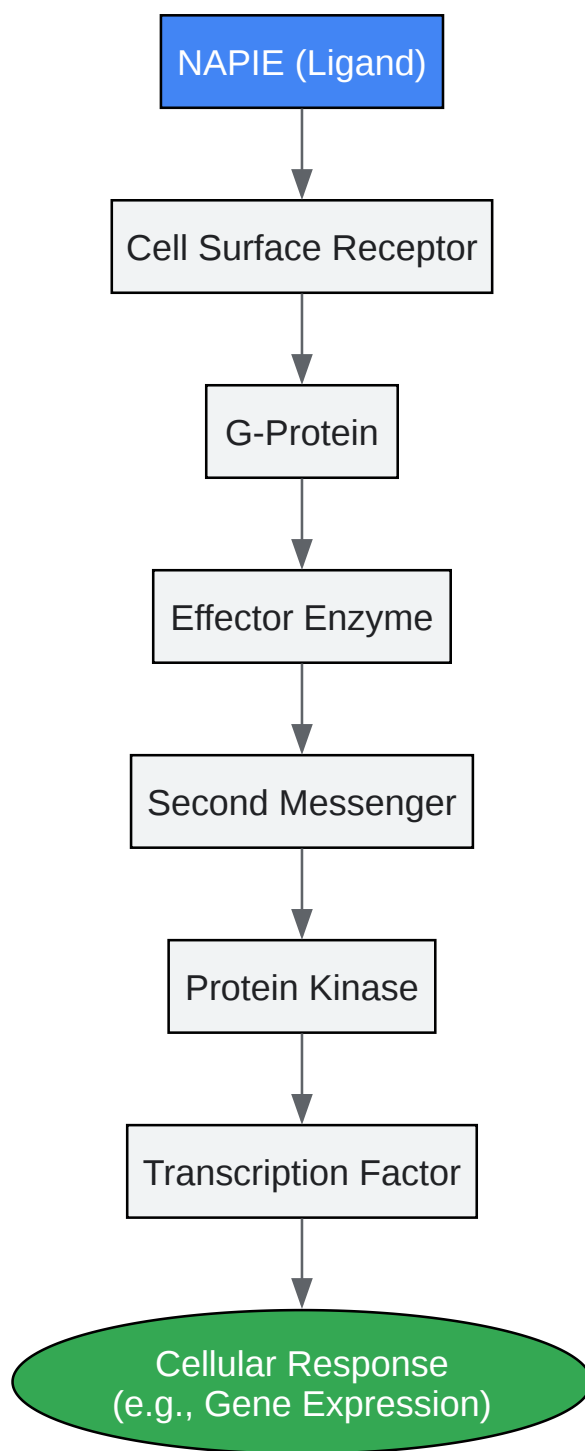 NAPIE (Ligand)
Cell Surface Receptor
G-Protein
Effector Enzyme
Second Messenger
Protein Kinase
Transcription Factor
Cellular Response
(e.g., Gene Expression)